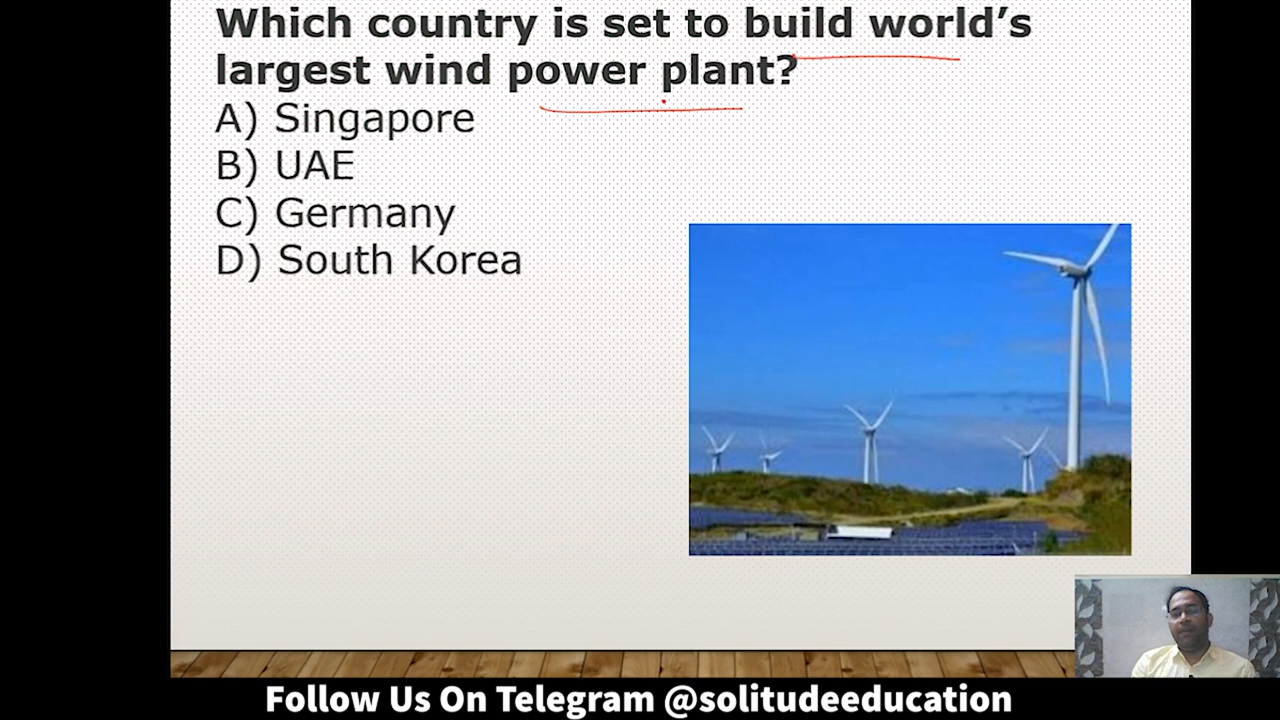 Which country is set to build world’s
largest wind power plant?
A) Singapore
B) UAE
C) Germany
D) South Korea
Follow Us On Telegram @solitudeeducation